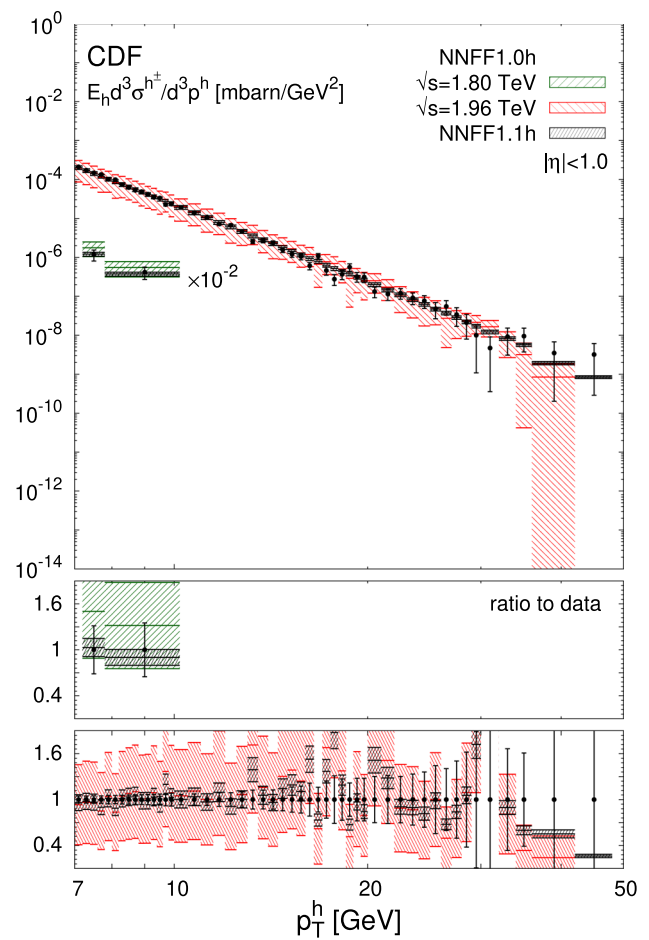 CDF
E_h d^3 σ^{h^±}/d^3 p^h [mbarn/GeV^2]
NNFF1.0h
√s=1.80 TeV
√s=1.96 TeV
NNFF1.1h
|η|<1.0
×10^-2
10^0
10^-2
10^-4
10^-6
10^-8
10^-10
10^-12
10^-14
ratio to data
1.6
1
0.4
1.6
1
0.4
7 10 20 50
p_T^h [GeV]